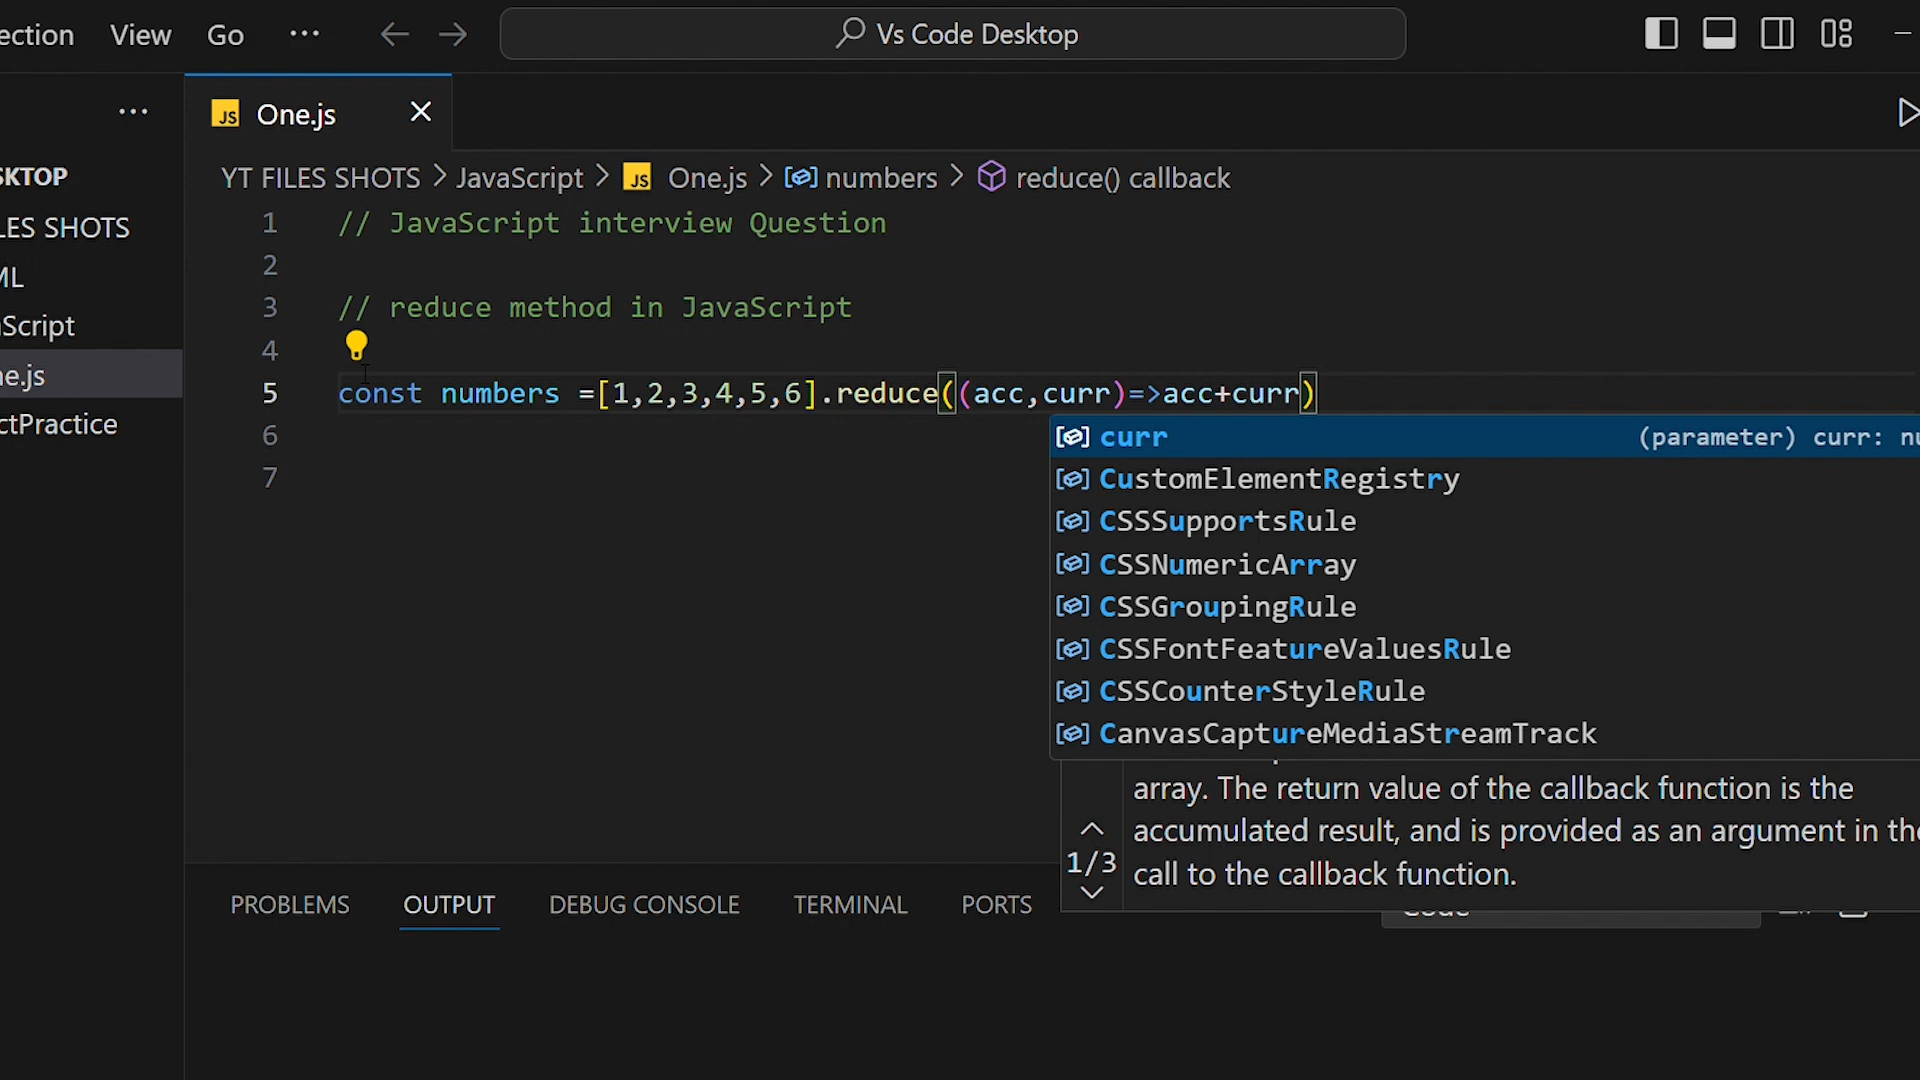 ection View Go ··· Vs Code Desktop
JS One.js
SKTOP
LES SHOTS
ML
Script
ne.js
ctPractice
YT FILES SHOTS > JavaScript > JS One.js > numbers > reduce() callback
1 // JavaScript interview Question
2
3 // reduce method in JavaScript
4
5 const numbers =[1,2,3,4,5,6].reduce((acc,curr)=>acc+curr)
6
7
curr (parameter) curr: nu
CustomElementRegistry
CSSSupportsRule
CSSNumericArray
CSSGroupingRule
CSSFontFeatureValuesRule
CSSCounterStyleRule
CanvasCaptureMediaStreamTrack
array. The return value of the callback function is the
accumulated result, and is provided as an argument in the
call to the callback function.
1/3
PROBLEMS OUTPUT DEBUG CONSOLE TERMINAL PORTS